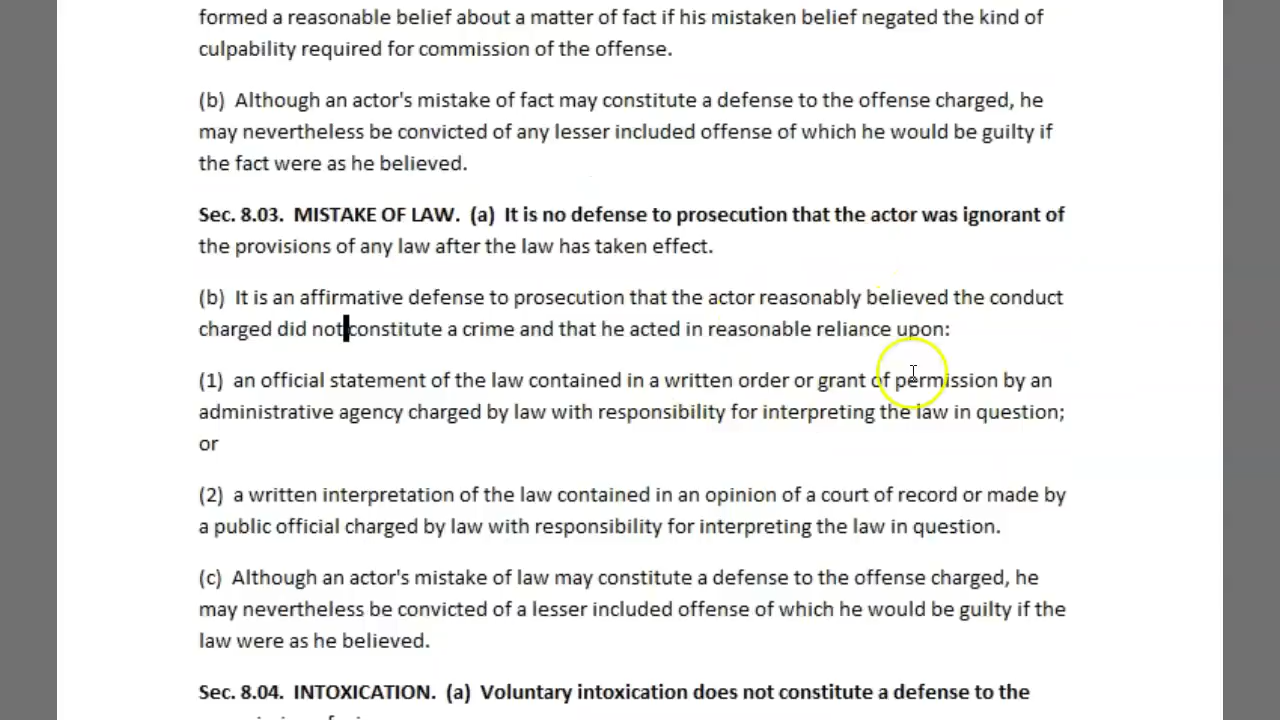 formed a reasonable belief about a matter of fact if his mistaken belief negated the kind of
culpability required for commission of the offense.
(b)  Although an actor's mistake of fact may constitute a defense to the offense charged, he
may nevertheless be convicted of any lesser included offense of which he would be guilty if
the fact were as he believed.
Sec. 8.03.  MISTAKE OF LAW.  (a)  It is no defense to prosecution that the actor was ignorant of
the provisions of any law after the law has taken effect.
(b)  It is an affirmative defense to prosecution that the actor reasonably believed the conduct
charged did not constitute a crime and that he acted in reasonable reliance upon:
(1)  an official statement of the law contained in a written order or grant of permission by an
administrative agency charged by law with responsibility for interpreting the law in question;
or
(2)  a written interpretation of the law contained in an opinion of a court of record or made by
a public official charged by law with responsibility for interpreting the law in question.
(c)  Although an actor's mistake of law may constitute a defense to the offense charged, he
may nevertheless be convicted of a lesser included offense of which he would be guilty if the
law were as he believed.
Sec. 8.04.  INTOXICATION.  (a)  Voluntary intoxication does not constitute a defense to the